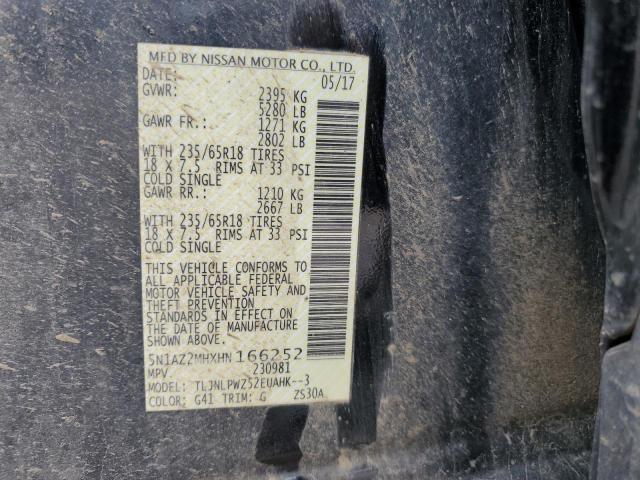 MFD BY NISSAN MOTOR CO., LTD.
DATE: 05/17
GVWR: 2395 KG
5280 LB
GAWR FR.: 1271 KG
2802 LB
WITH 235/65R18 TIRES
18 X 7.5 RIMS AT 33 PSI
COLD SINGLE
GAWR RR.: 1210 KG
2667 LB
WITH 235/65R18 TIRES
18 X 7.5 RIMS AT 33 PSI
COLD SINGLE
THIS VEHICLE CONFORMS TO
ALL APPLICABLE FEDERAL
MOTOR VEHICLE SAFETY AND
THEFT PREVENTION
STANDARDS IN EFFECT ON
THE DATE OF MANUFACTURE
SHOWN ABOVE.
5N1AZ2MHXHN166252
MPV 230981
MODEL: TLJNLPWZ52EUAHK--3
COLOR: G41 TRIM: G ZS30A